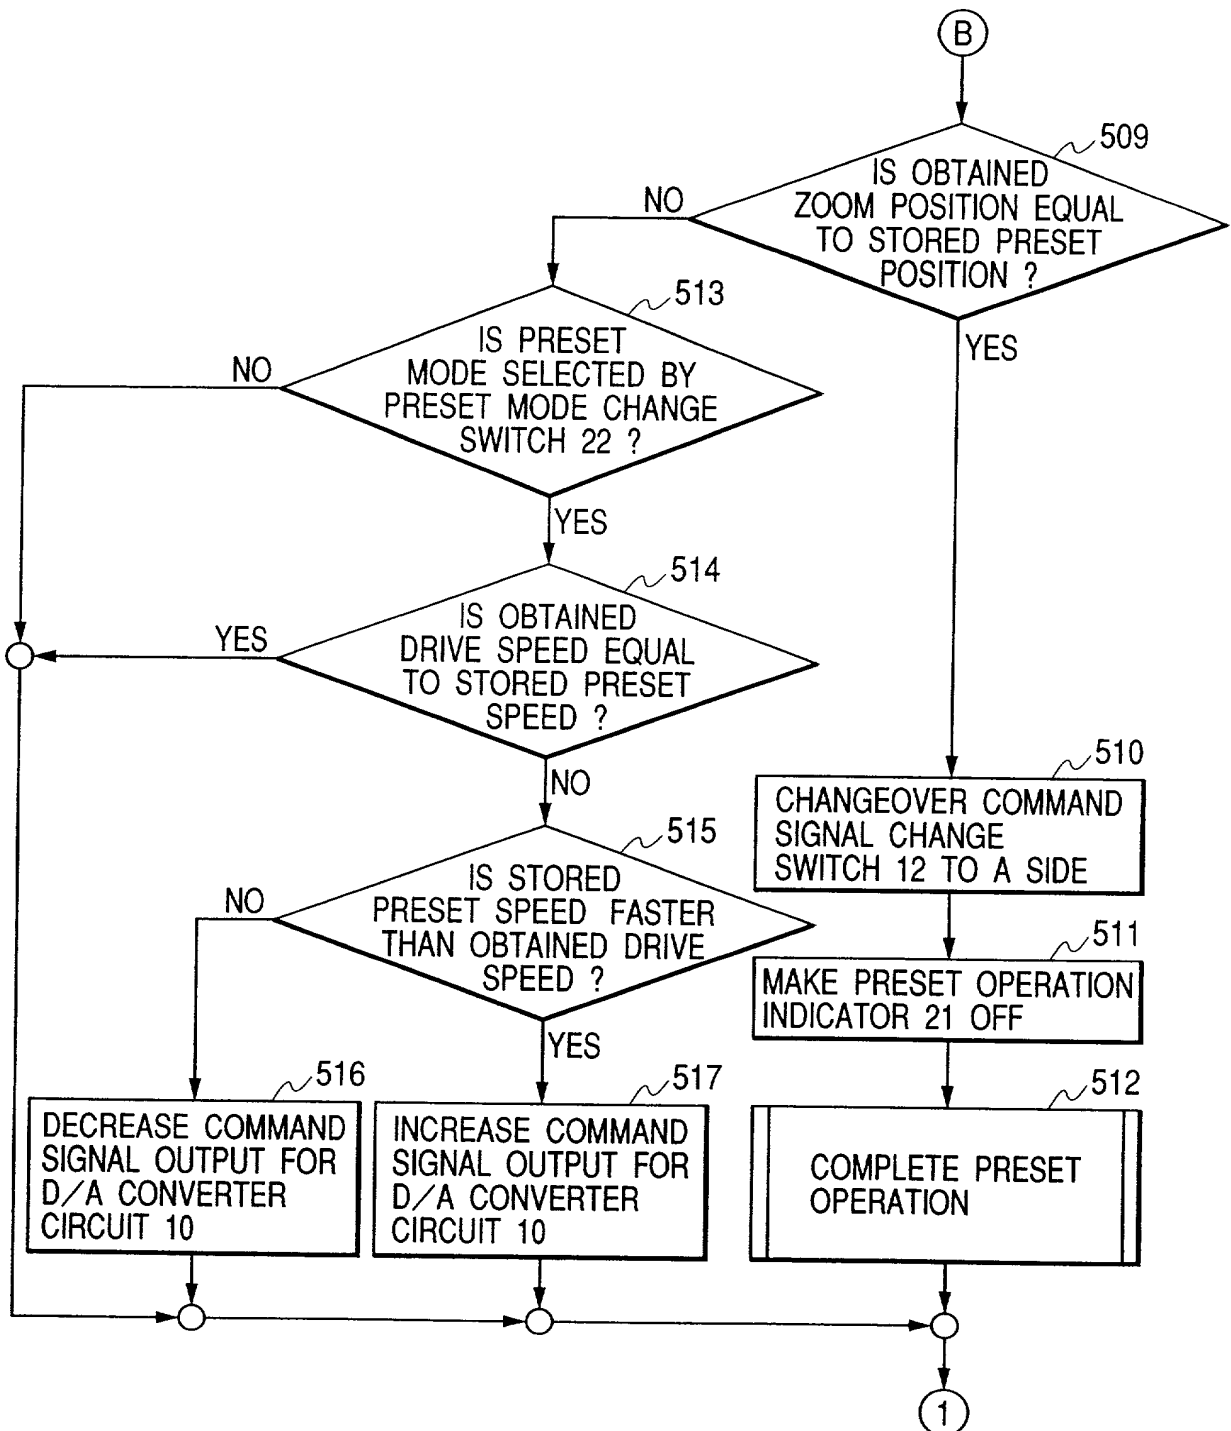 B
509
IS OBTAINED
ZOOM POSITION EQUAL
TO STORED PRESET
POSITION ?
NO
YES
513
IS PRESET
MODE SELECTED BY
PRESET MODE CHANGE
SWITCH 22 ?
NO
YES
514
IS OBTAINED
DRIVE SPEED EQUAL
TO STORED PRESET
SPEED ?
YES
NO
510
CHANGEOVER COMMAND
SIGNAL CHANGE
SWITCH 12 TO A SIDE
515
IS STORED
PRESET SPEED FASTER
THAN OBTAINED DRIVE
SPEED ?
NO
YES
511
MAKE PRESET OPERATION
INDICATOR 21 OFF
516
DECREASE COMMAND
SIGNAL OUTPUT FOR
D/A CONVERTER
CIRCUIT 10
517
INCREASE COMMAND
SIGNAL OUTPUT FOR
D/A CONVERTER
CIRCUIT 10
512
COMPLETE PRESET
OPERATION
1